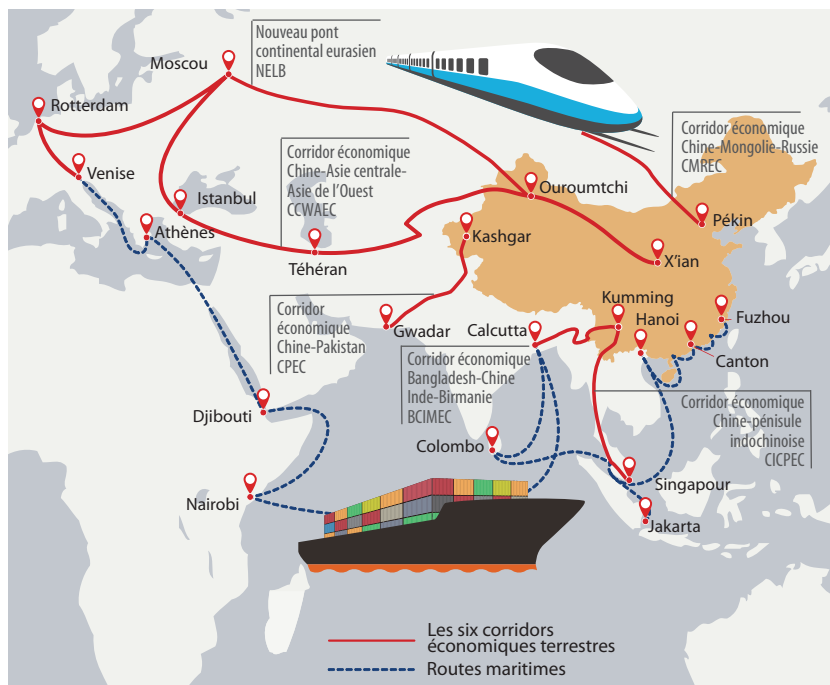 Nouveau pont
continental eurasien
NELB
Moscou
Rotterdam
Venise
Istanbul
Athènes
Corridor économique
Chine-Asie centrale-
Asie de l'Ouest
CCWAEC
Téhéran
Ouroumtchi
Kashgar
Corridor économique
Chine-Mongolie-Russie
CMREC
Pékin
X'ian
Corridor
économique
Chine-Pakistan
CPEC
Gwadar
Calcutta
Kumming
Hanoi
Fuzhou
Canton
Corridor économique
Bangladesh-Chine
Inde-Birmanie
BCIMEC
Corridor économique
Chine-pénisule
indochinoise
CICPEC
Djibouti
Colombo
Nairobi
Singapour
Jakarta
Les six corridors
économiques terrestres
Routes maritimes